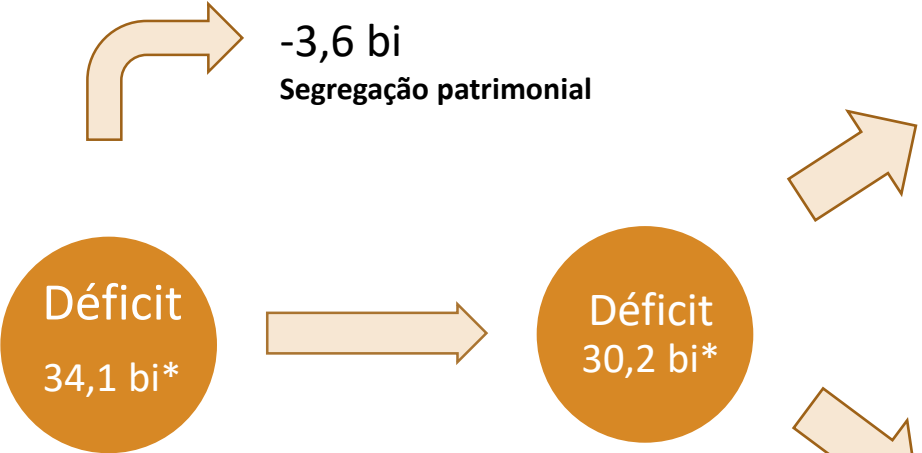 -3,6 bi
Segregação patrimonial
Déficit
34,1 bi*
Déficit
30,2 bi*